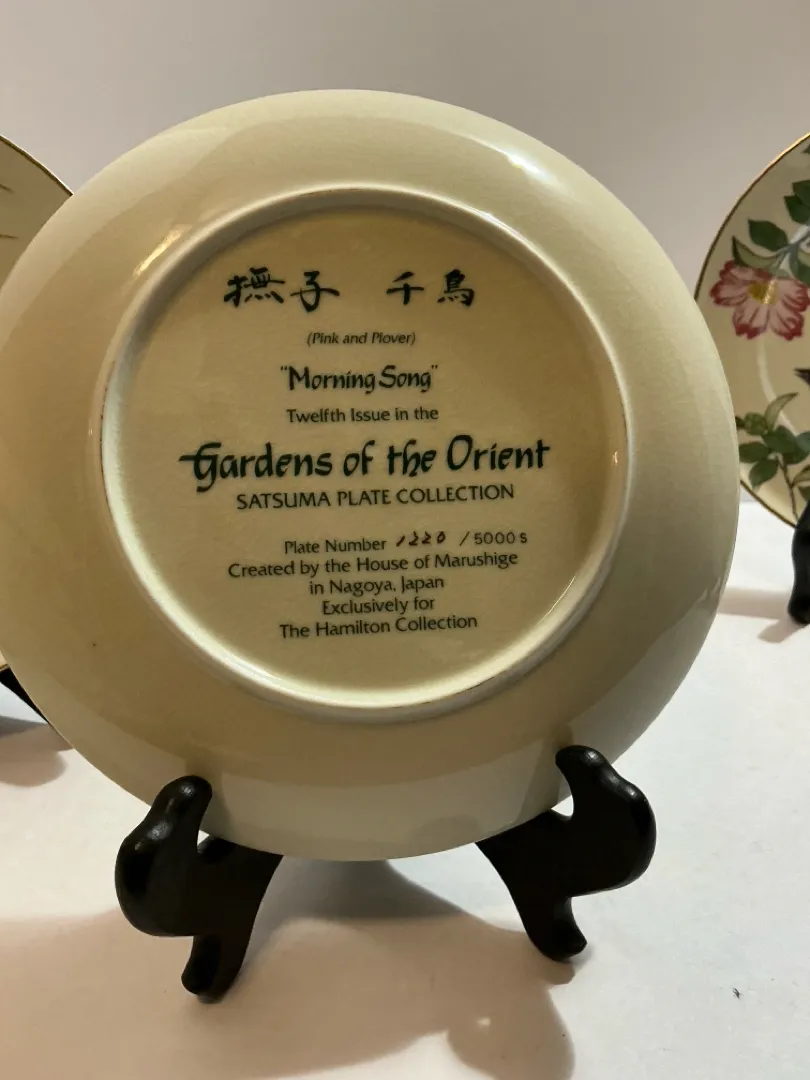 撫子 千鳥
(Pink and Plover)
"Morning Song"
Twelfth Issue in the
Gardens of the Orient
SATSUMA PLATE COLLECTION
Plate Number 1220 / 5000 s
Created by the House of Marushige
in Nagoya, Japan
Exclusively for
The Hamilton Collection